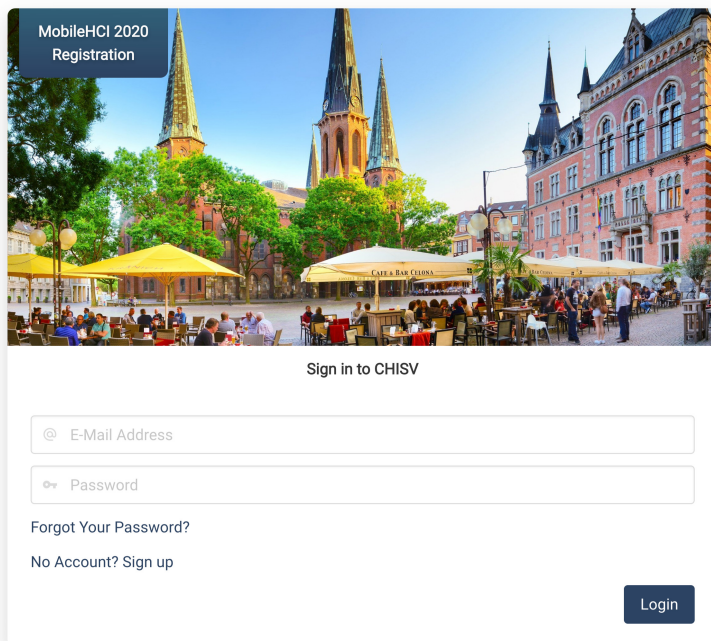 MobileHCI 2020
Registration
CAFE & BAR CELONA
Sign in to CHISV
E-Mail Address
Password
Forgot Your Password?
No Account? Sign up
Login